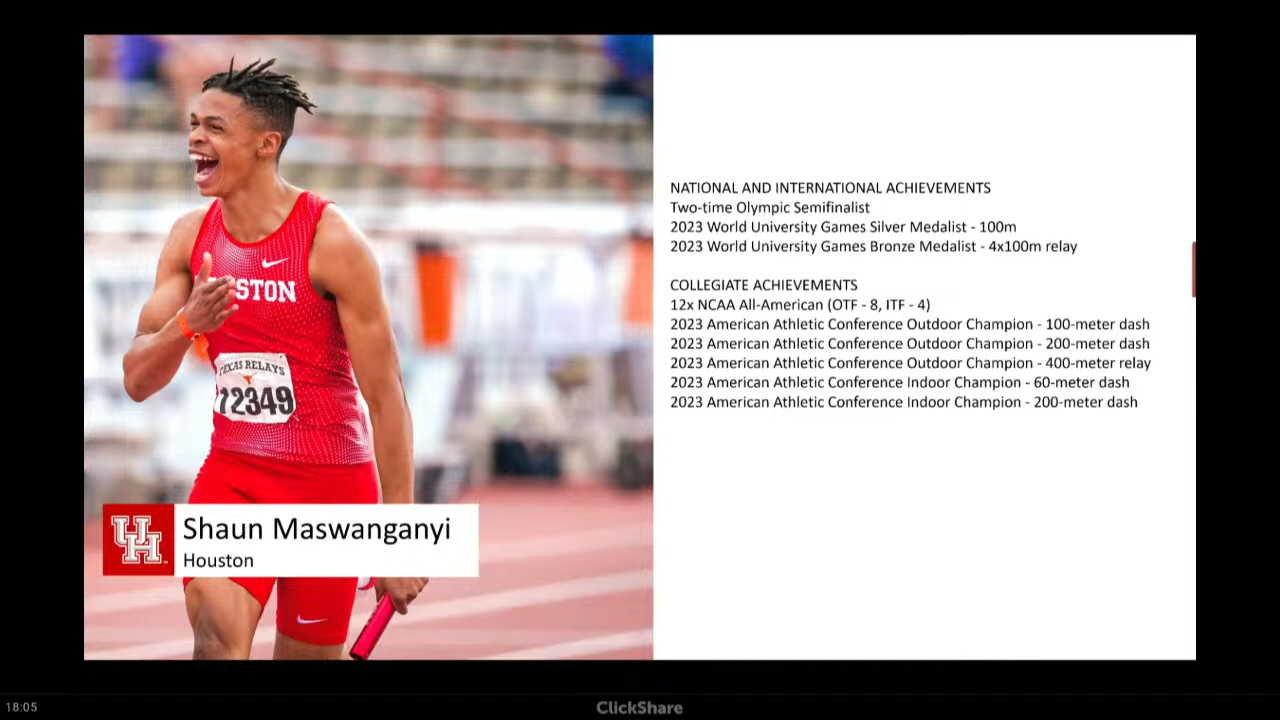 NATIONAL AND INTERNATIONAL ACHIEVEMENTS
Two-time Olympic Semifinalist
2023 World University Games Silver Medalist - 100m
2023 World University Games Bronze Medalist - 4x100m relay
COLLEGIATE ACHIEVEMENTS
12x NCAA All-American (OTF - 8, ITF - 4)
2023 American Athletic Conference Outdoor Champion - 100-meter dash
2023 American Athletic Conference Outdoor Champion - 200-meter dash
2023 American Athletic Conference Outdoor Champion - 400-meter relay
2023 American Athletic Conference Indoor Champion - 60-meter dash
2023 American Athletic Conference Indoor Champion - 200-meter dash
STON
TEXAS RELAYS
12349
UH
Shaun Maswanganyi
Houston
18:05
ClickShare